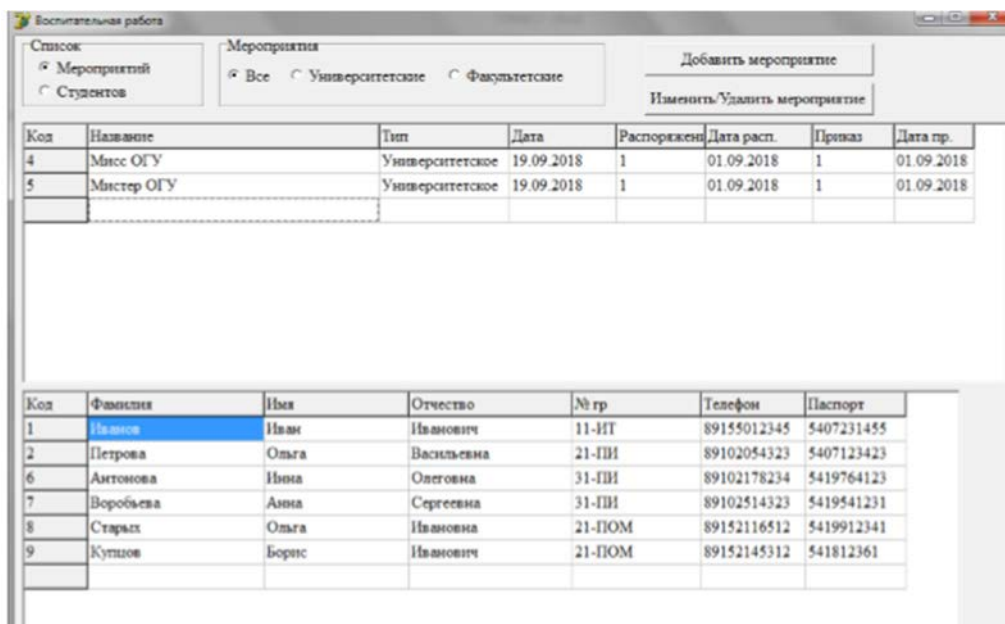 Воспитательная работа
Список
Мероприятий
Студентов
Мероприятия
Все Университетские Факультетские
Добавить мероприятие
Изменить/Удалить мероприятие
Код Название Тип Дата Распоряжени Дата расп. Приказ Дата пр.
4 Мисс ОГУ Университетское 19.09.2018 1 01.09.2018 1 01.09.2018
5 Мистер ОГУ Университетское 19.09.2018 1 01.09.2018 1 01.09.2018
Код Фамилия Имя Отчество № гр Телефон Паспорт
1 Иванов Иван Иванович 11-ИТ 89155012345 5407231455
2 Петрова Ольга Васильевна 21-ПИ 89102054323 5407123423
6 Антонова Инна Олеговна 31-ПИ 89102178234 5419764123
7 Воробьева Анна Сергеевна 31-ПИ 89102514323 5419541231
8 Старых Ольга Ивановна 21-ПОМ 89152116512 5419912341
9 Купцов Борис Иванович 21-ПОМ 89152145312 541812361